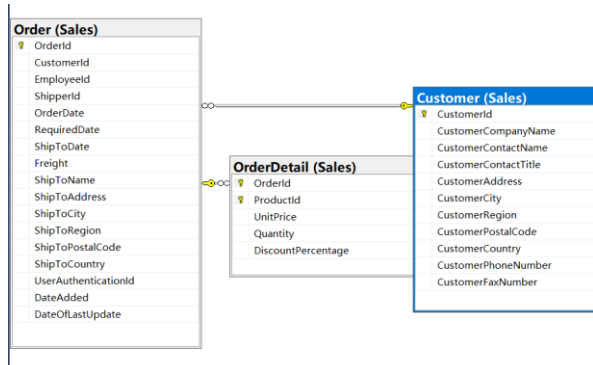 Order (Sales)
OrderId
CustomerId
EmployeeId
ShipperId
OrderDate
RequiredDate
ShipToDate
Freight
ShipToName
ShipToAddress
ShipToCity
ShipToRegion
ShipToPostalCode
ShipToCountry
UserAuthenticationId
DateAdded
DateOfLastUpdate
OrderDetail (Sales)
OrderId
ProductId
UnitPrice
Quantity
DiscountPercentage
Customer (Sales)
CustomerId
CustomerCompanyName
CustomerContactName
CustomerContactTitle
CustomerAddress
CustomerCity
CustomerRegion
CustomerPostalCode
CustomerCountry
CustomerPhoneNumber
CustomerFaxNumber